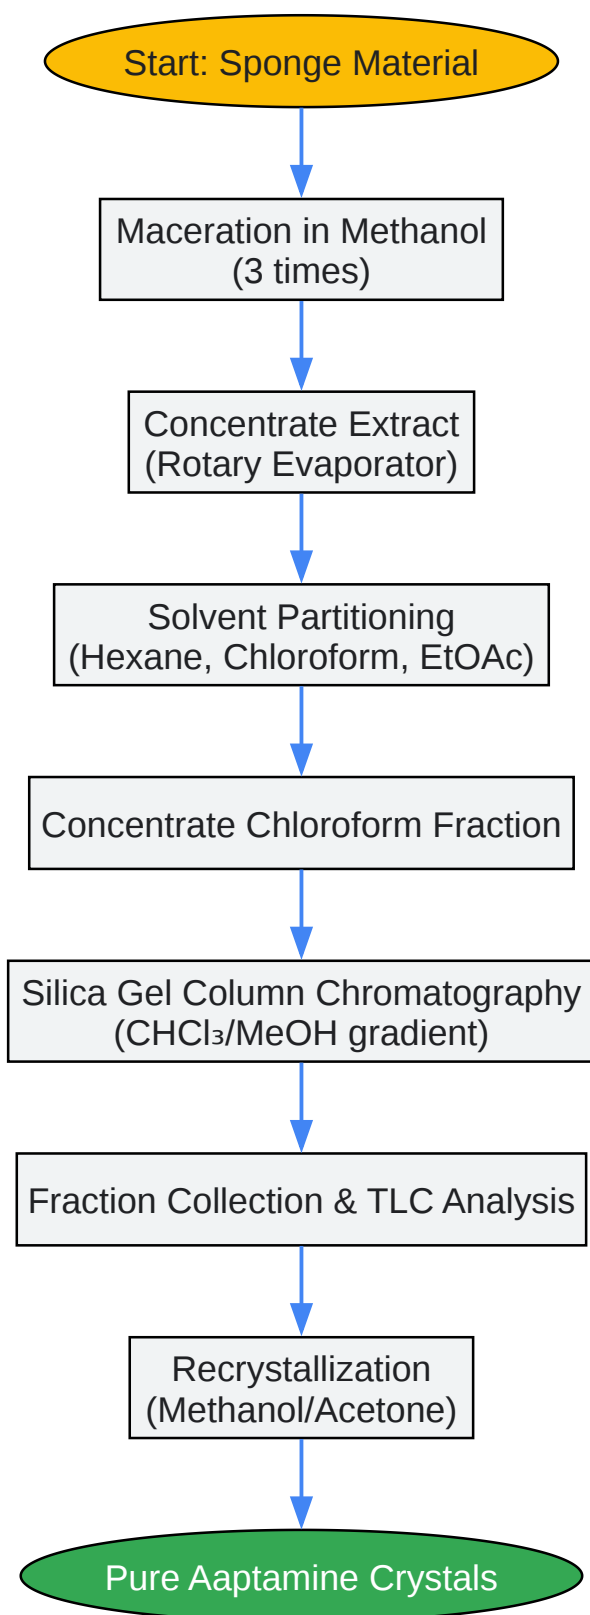 Start: Sponge Material
Maceration in Methanol
(3 times)
Concentrate Extract
(Rotary Evaporator)
Solvent Partitioning
(Hexane, Chloroform, EtOAc)
Concentrate Chloroform Fraction
Silica Gel Column Chromatography
(CHCl₃/MeOH gradient)
Fraction Collection & TLC Analysis
Recrystallization
(Methanol/Acetone)
Pure Aaptamine Crystals